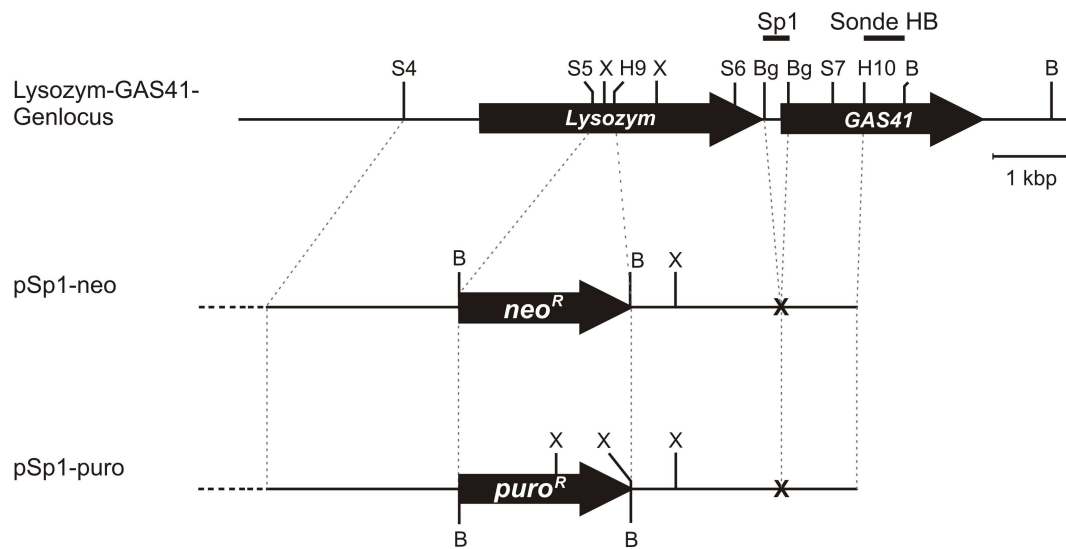 Sp1 Sonde HB
S4 S5 X H9 X S6 Bg Bg S7 H10 B B
Lysozym-GAS41-
Genlocus
Lysozym GAS41
1 kbp
B B X
pSp1-neo
neoR X
X X X
pSp1-puro
puroR X
B B